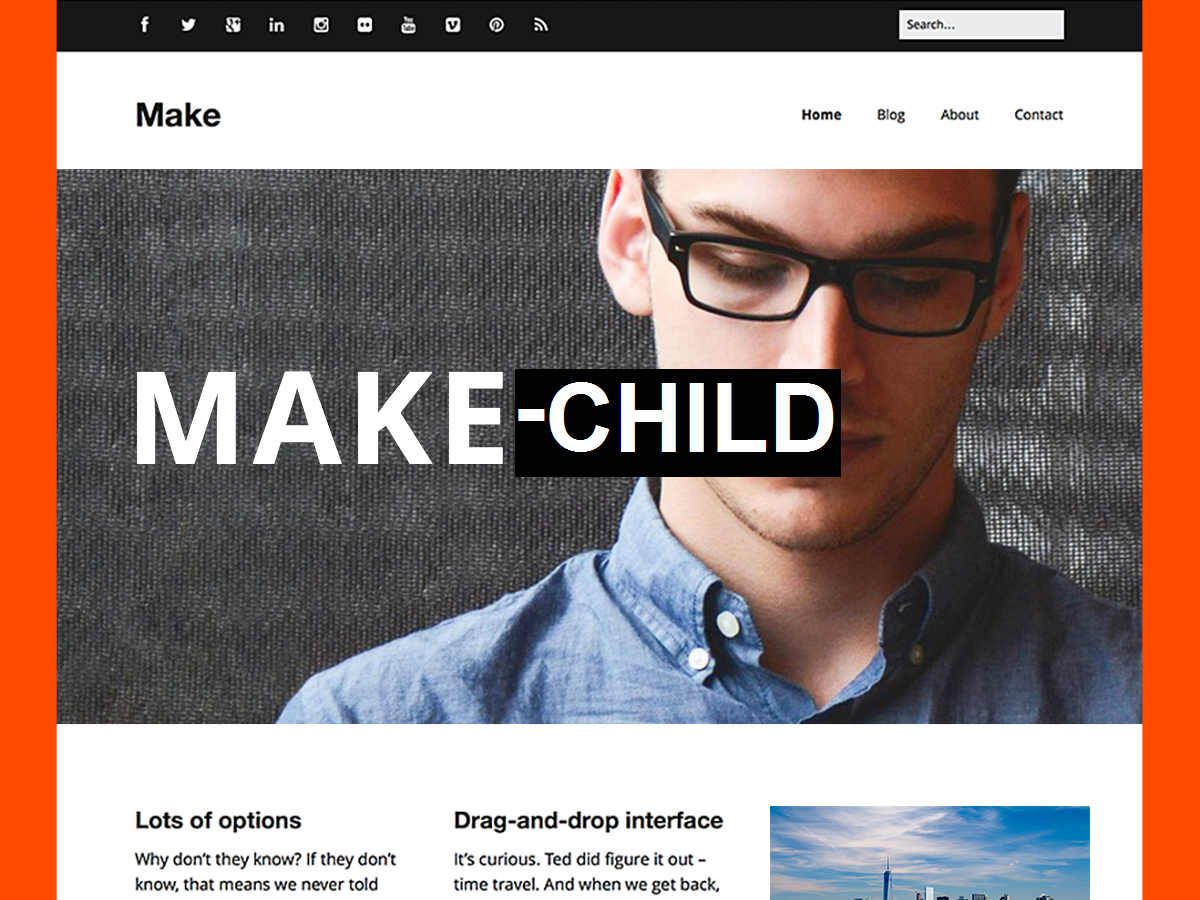 Search...
Make
Home Blog About Contact
MAKE-CHILD
Lots of options
Why don't they know? If they don't
know, that means we never told
Drag-and-drop interface
It's curious. Ted did figure it out –
time travel. And when we get back,